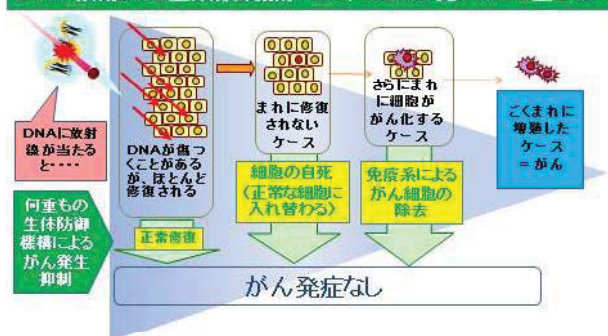 DNAに放射
線が当たる
と・・・・
DNAが傷つ
くことがある
が、ほとんど
修復される
まれに修復
されない
ケース
さらにまれ
に細胞が
がん化する
ケース
ごくまれに
増殖した
ケース
=がん
何重もの
生体防御
機構による
がん発生
抑制
正常修復
細胞の自死
(正常な細胞に
入れ替わる)
免疫系による
がん細胞の
除去
がん発症なし